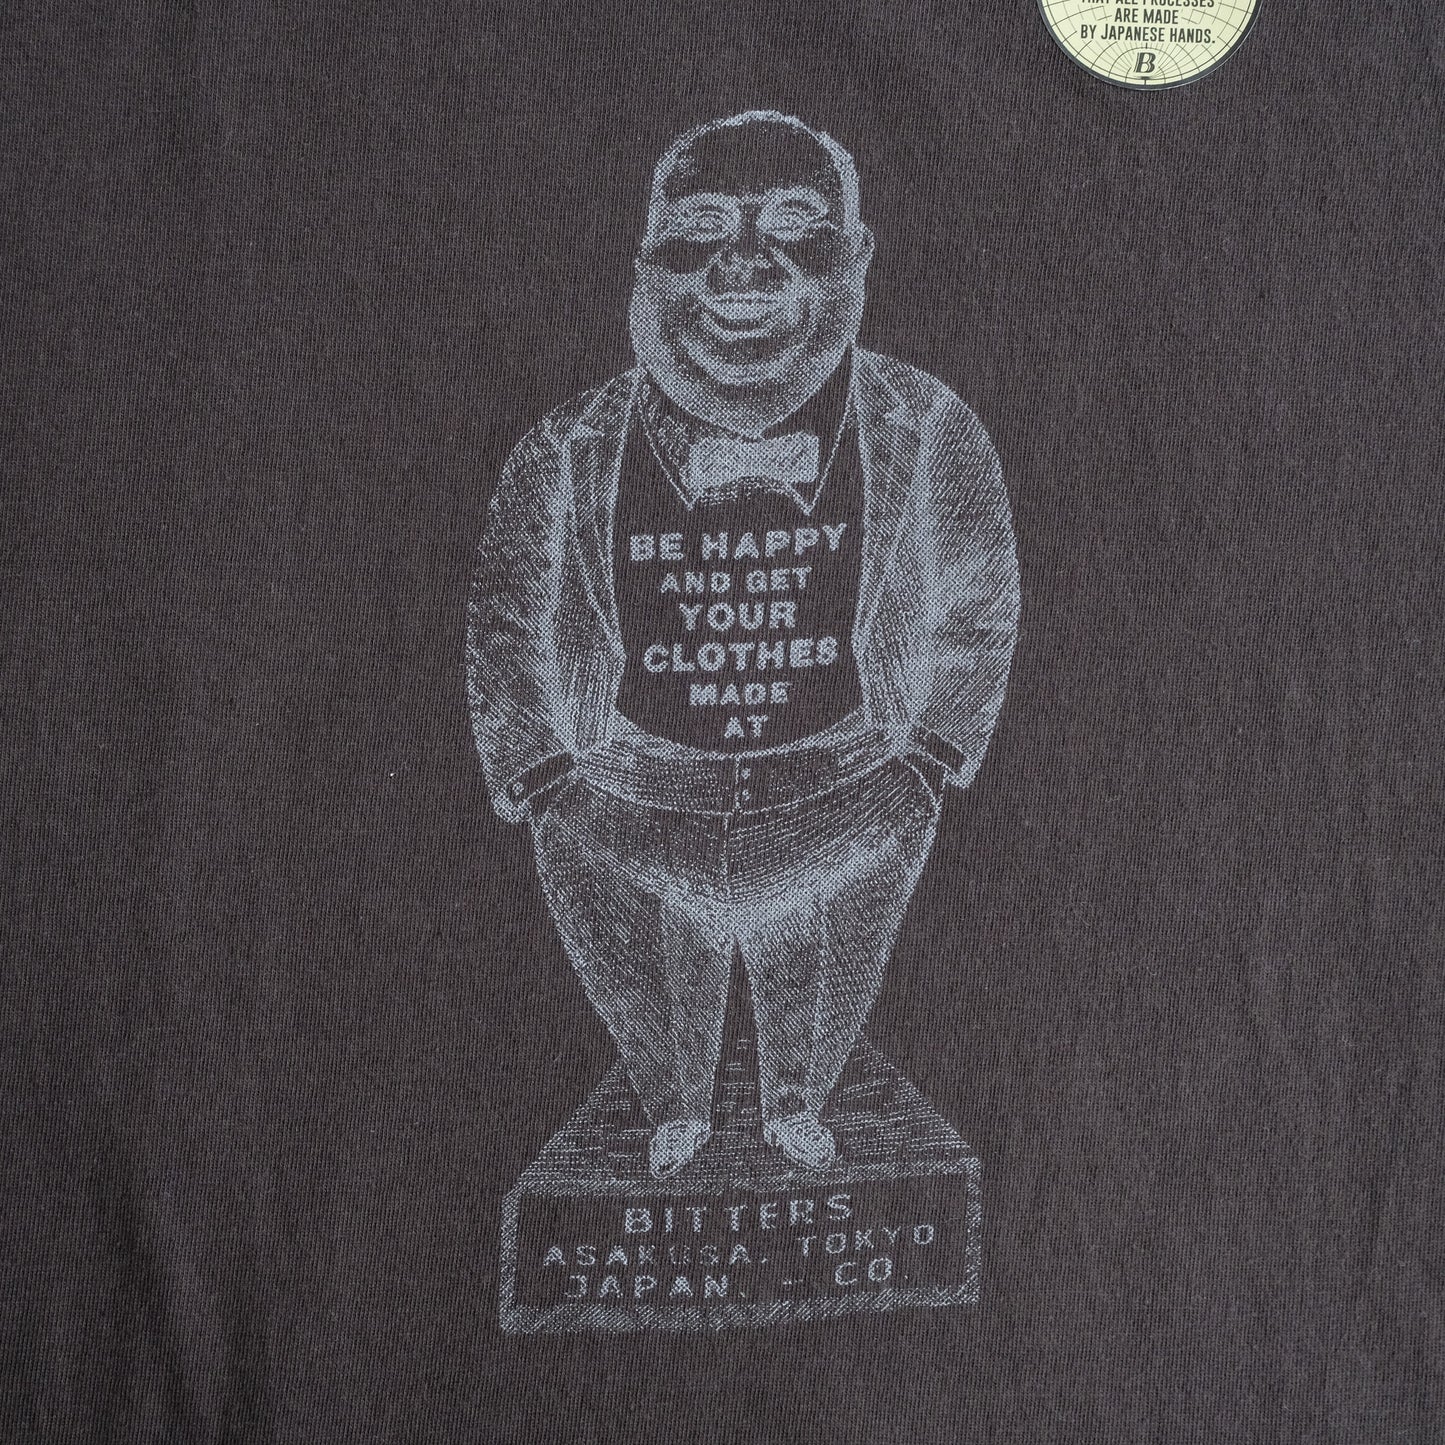 THAT ALL PROCESSES
ARE MADE
BY JAPANESE HANDS.
B
BE HAPPY
AND GET
YOUR
CLOTHES
MADE
AT
BITTERS
ASAKUSA, TOKYO
JAPAN. - CO.